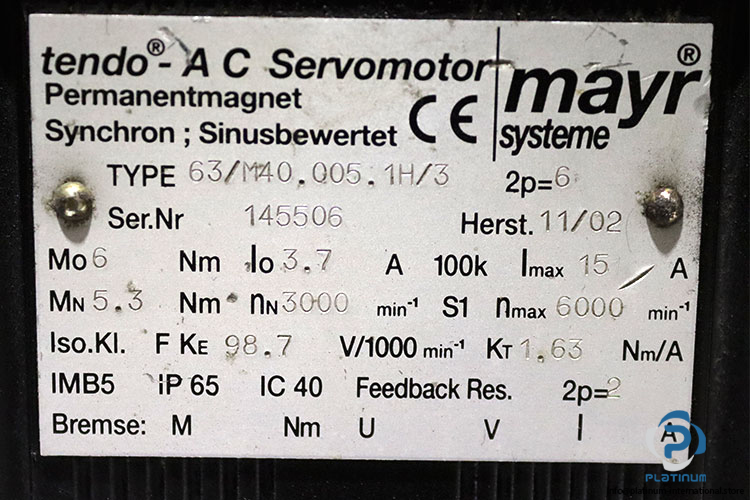 tendo®- A C Servomotor
Permanentmagnet
Synchron ; Sinusbewertet CE
mayr®
systeme
TYPE 63/M40.005.1H/3 2p=6
Ser.Nr 145506 Herst. 11/02
Mo 6 Nm Io 3.7 A 100k Imax 15 A
MN 5.3 Nm nN 3000 min-1 S1 nmax 6000 min-1
Iso.Kl. F KE 98.7 V/1000 min-1 KT 1.63 Nm/A
IMB5 IP 65 IC 40 Feedback Res. 2p=2
Bremse: M Nm U V I A
PLATINUM